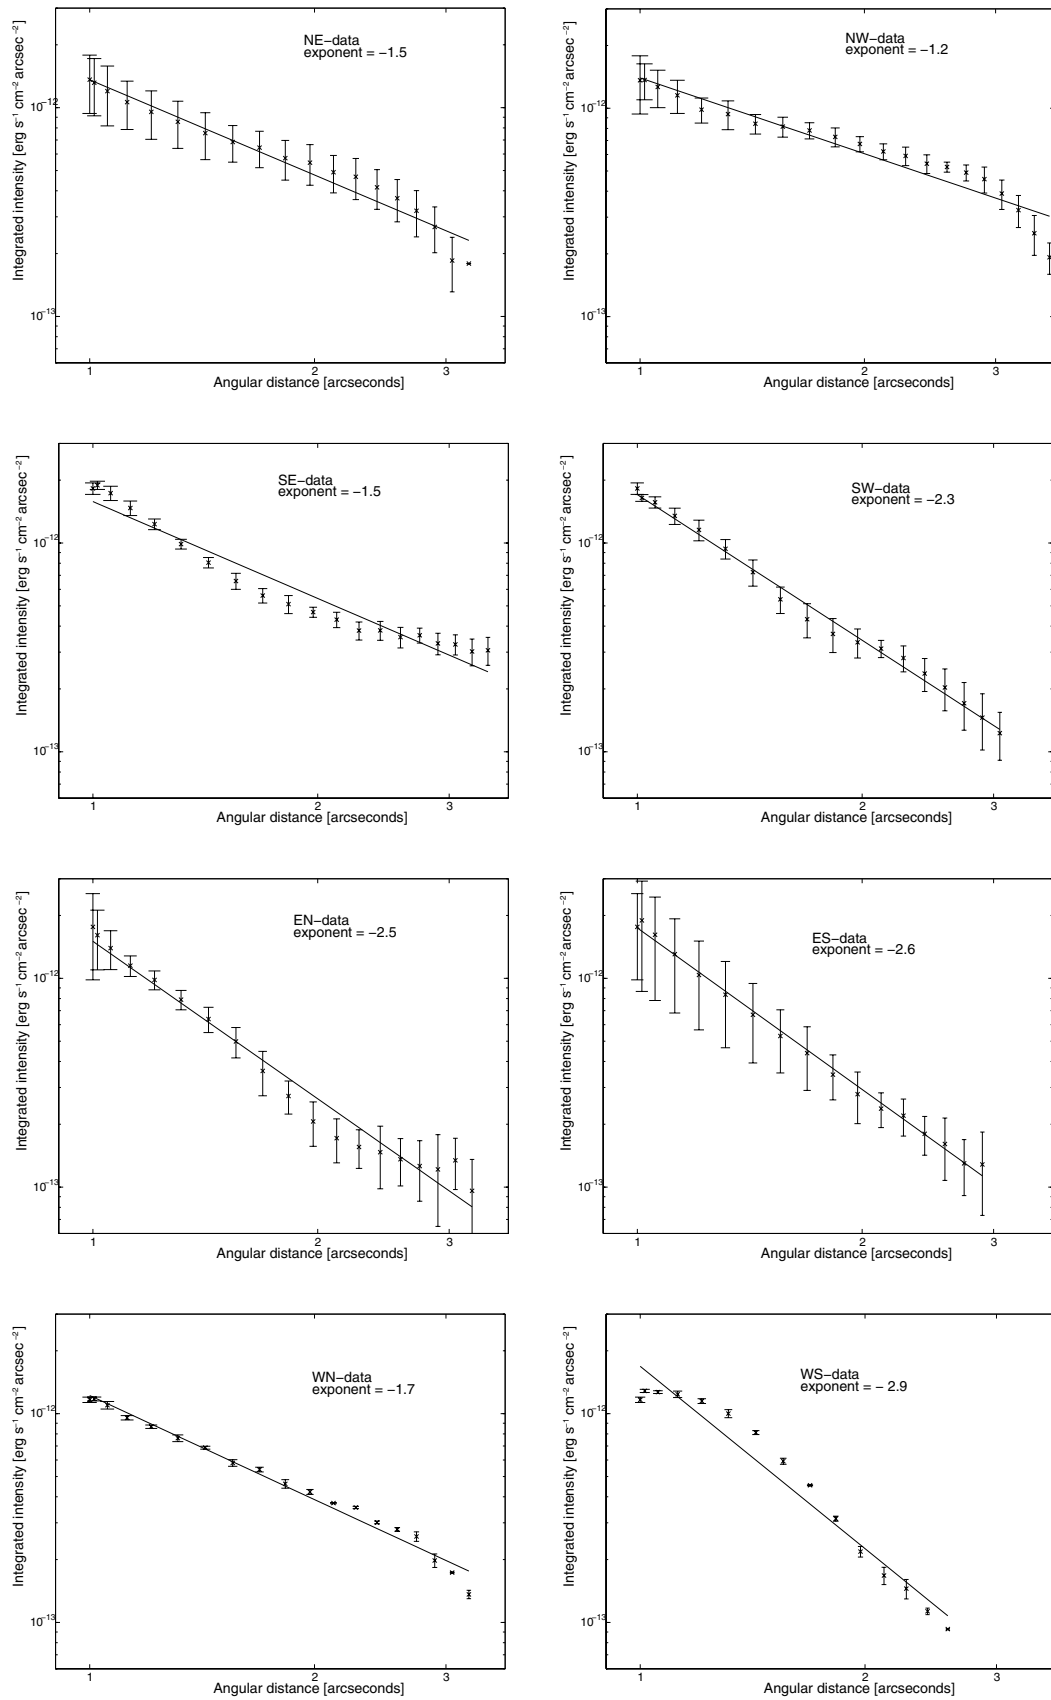 NE−data
exponent = −1.5
Integrated intensity [erg s⁻¹ cm⁻² arcsec⁻²]
10⁻¹²
10⁻¹³
1 2 3
Angular distance [arcseconds]
NW−data
exponent = −1.2
Integrated intensity [erg s⁻¹ cm⁻² arcsec⁻²]
10⁻¹²
10⁻¹³
1 2 3
Angular distance [arcseconds]
SE−data
exponent = −1.5
Integrated intensity [erg s⁻¹ cm⁻² arcsec⁻²]
10⁻¹²
10⁻¹³
1 2 3
Angular distance [arcseconds]
SW−data
exponent = −2.3
Integrated intensity [erg s⁻¹ cm⁻² arcsec⁻²]
10⁻¹²
10⁻¹³
1 2 3
Angular distance [arcseconds]
EN−data
exponent = −2.5
Integrated intensity [erg s⁻¹ cm⁻² arcsec⁻²]
10⁻¹²
10⁻¹³
1 2 3
Angular distance [arcseconds]
ES−data
exponent = −2.6
Integrated intensity [erg s⁻¹ cm⁻² arcsec⁻²]
10⁻¹²
10⁻¹³
1 2 3
Angular distance [arcseconds]
WN−data
exponent = −1.7
Integrated intensity [erg s⁻¹ cm⁻² arcsec⁻²]
10⁻¹²
10⁻¹³
1 2 3
Angular distance [arcseconds]
WS−data
exponent = − 2.9
Integrated intensity [erg s⁻¹ cm⁻² arcsec⁻²]
10⁻¹²
10⁻¹³
1 2 3
Angular distance [arcseconds]